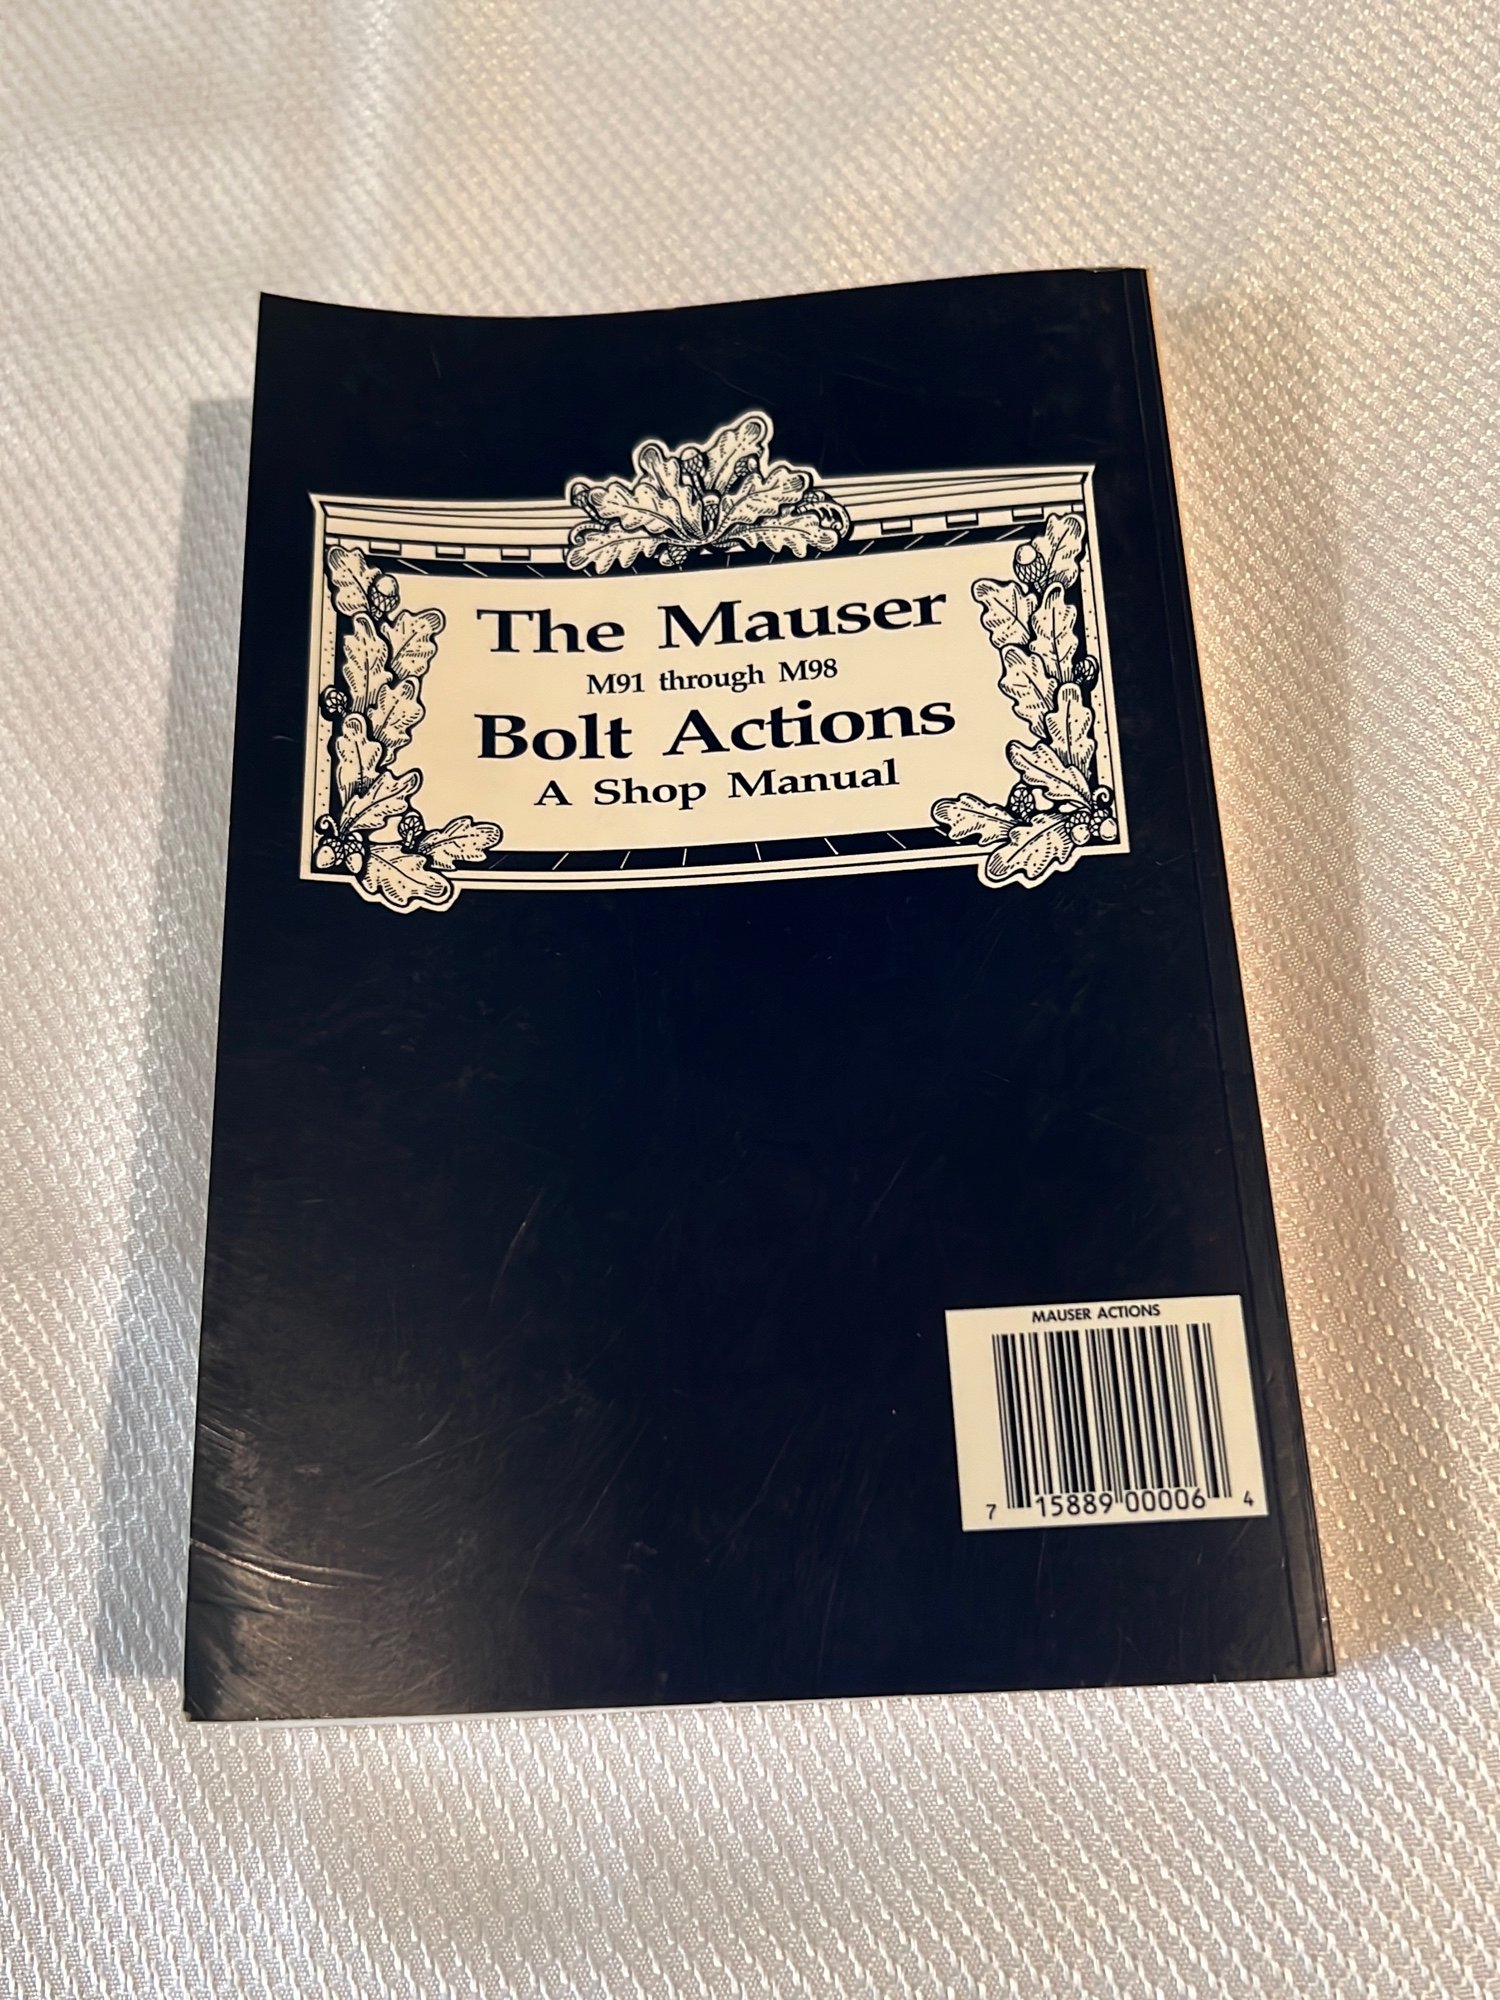 The Mauser
M91 through M98
Bolt Actions
A Shop Manual
MAUSER ACTIONS
7 15889 00006 4